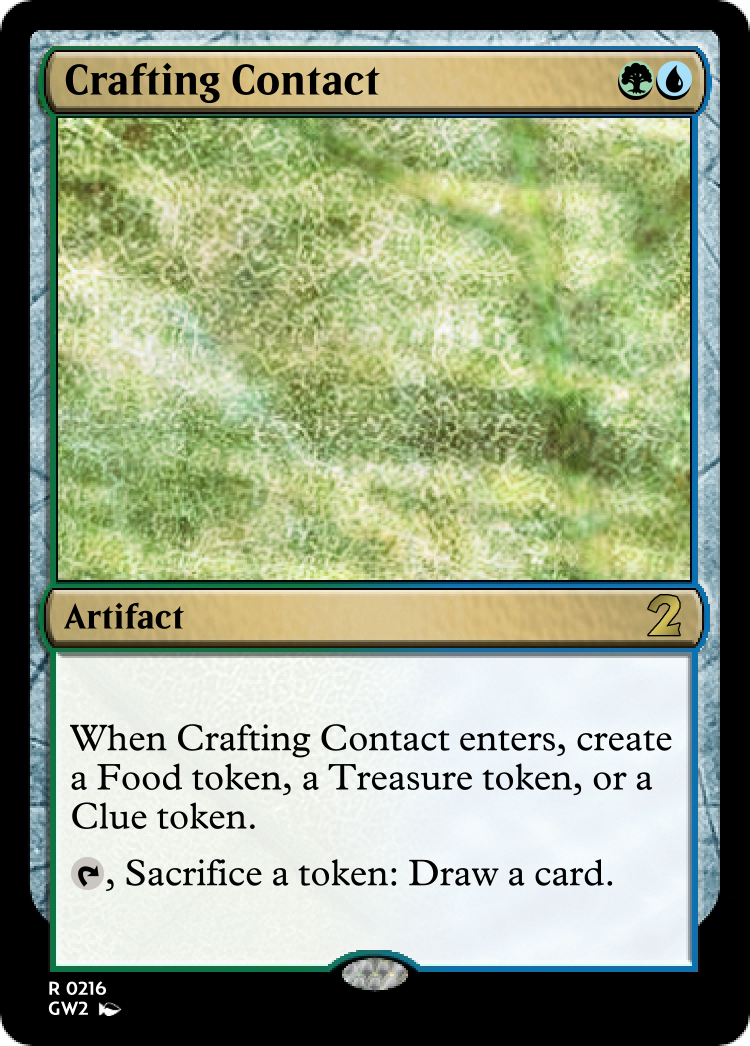 Crafting Contact
Artifact
2
When Crafting Contact enters, create
a Food token, a Treasure token, or a
Clue token.
, Sacrifice a token: Draw a card.
R 0216
GW2